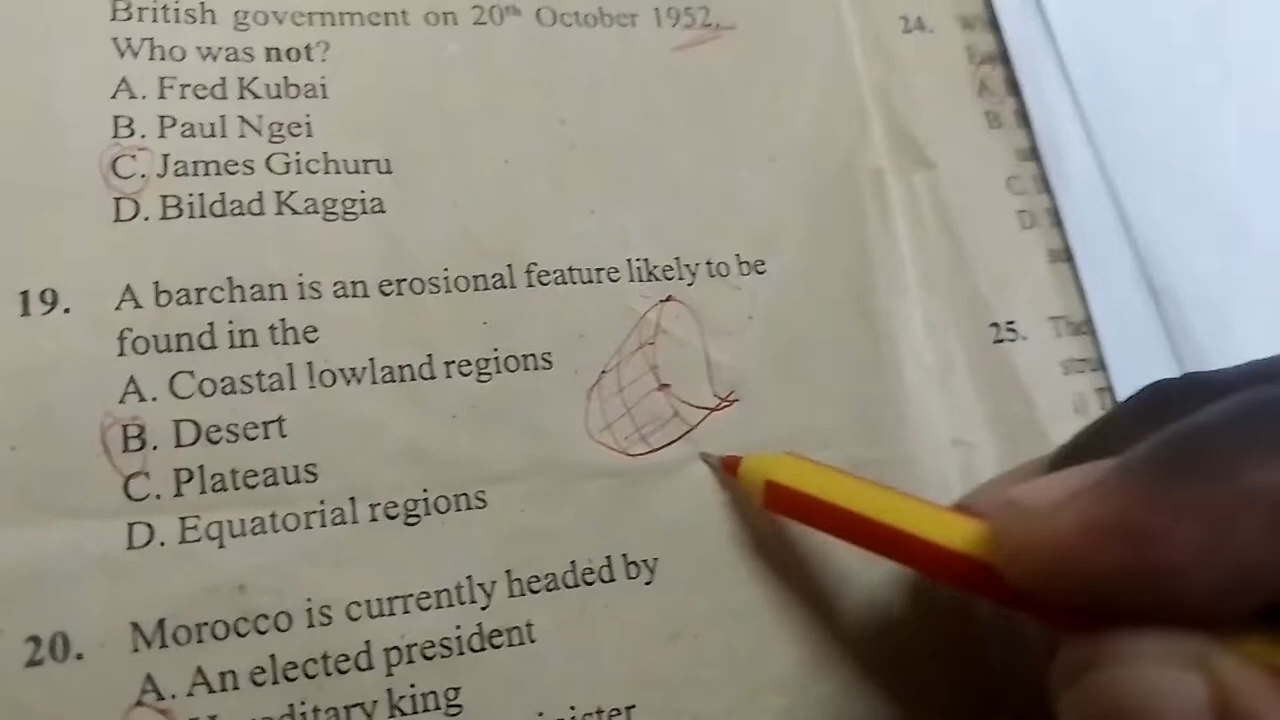 British government on 20th October 1952.
Who was not?
A. Fred Kubai
B. Paul Ngei
C. James Gichuru
D. Bildad Kaggia
19. A barchan is an erosional feature likely to be
found in the
A. Coastal lowland regions
B. Desert
C. Plateaus
D. Equatorial regions
20. Morocco is currently headed by
A. An elected president
king
24.
B
C.
D.
25. The